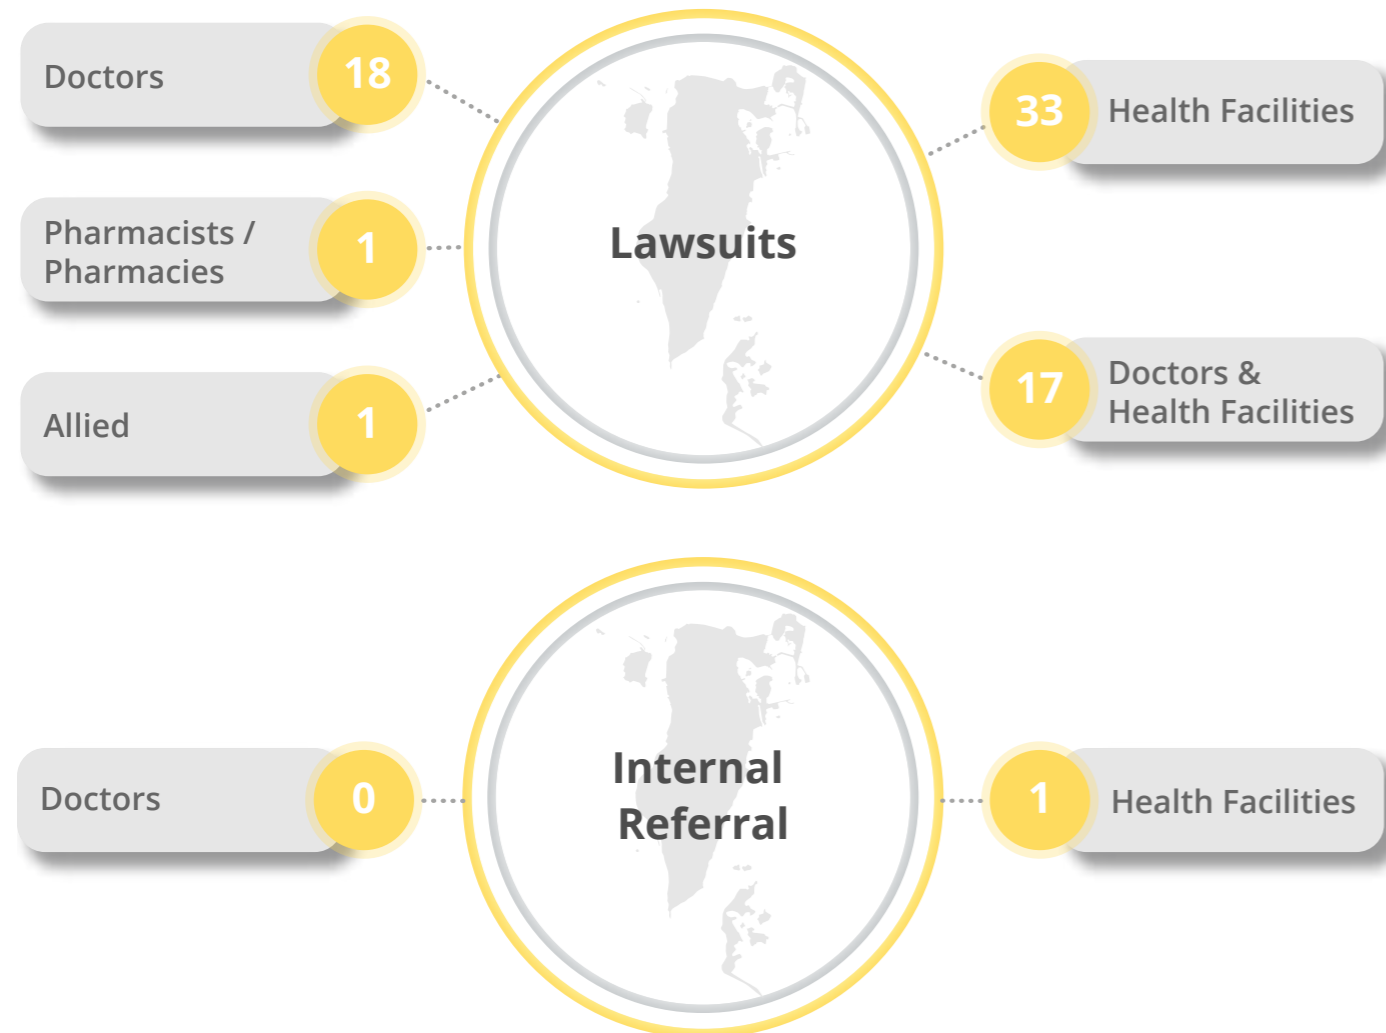 Doctors
18
Pharmacists /
Pharmacies
1
Allied
1
Lawsuits
33
Health Facilities
17
Doctors &
Health Facilities
Doctors
0
Internal
Referral
1
Health Facilities